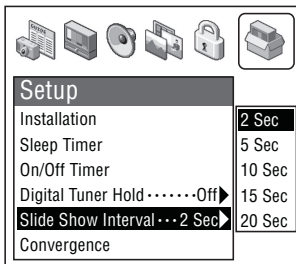 GUIDE
Setup
Installation
Sleep Timer
On/Off Timer
Digital Tuner Hold ·······Off
Slide Show Interval ···2 Sec
Convergence
2 Sec
5 Sec
10 Sec
15 Sec
20 Sec